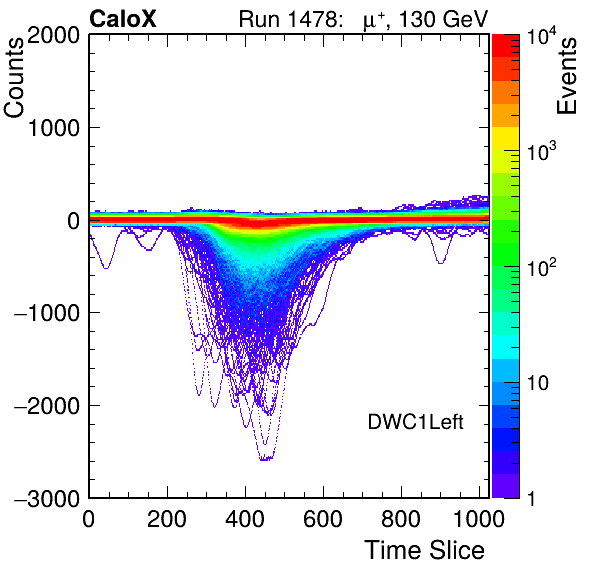 CaloX Run 1478: μ⁺, 130 GeV
Counts
2000
1000
0
−1000
−2000
−3000
0 200 400 600 800 1000
Time Slice
DWC1Left
Events
10⁴
10³
10²
10
1